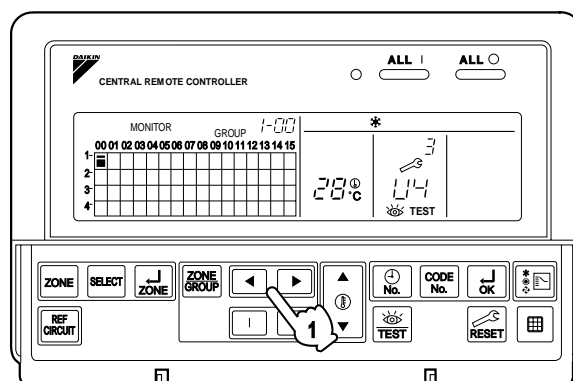 DAIKIN
CENTRAL REMOTE CONTROLLER
ALL I
ALL O
MONITOR GROUP 1-00
00 01 02 03 04 05 06 07 08 09 10 11 12 13 14 15
1-
2-
3-
4-
28 °C
3
U4
TEST
ZONE
SELECT
ZONE
ZONE GROUP
No.
CODE No.
OK
REF CIRCUIT
I
1
TEST
RESET